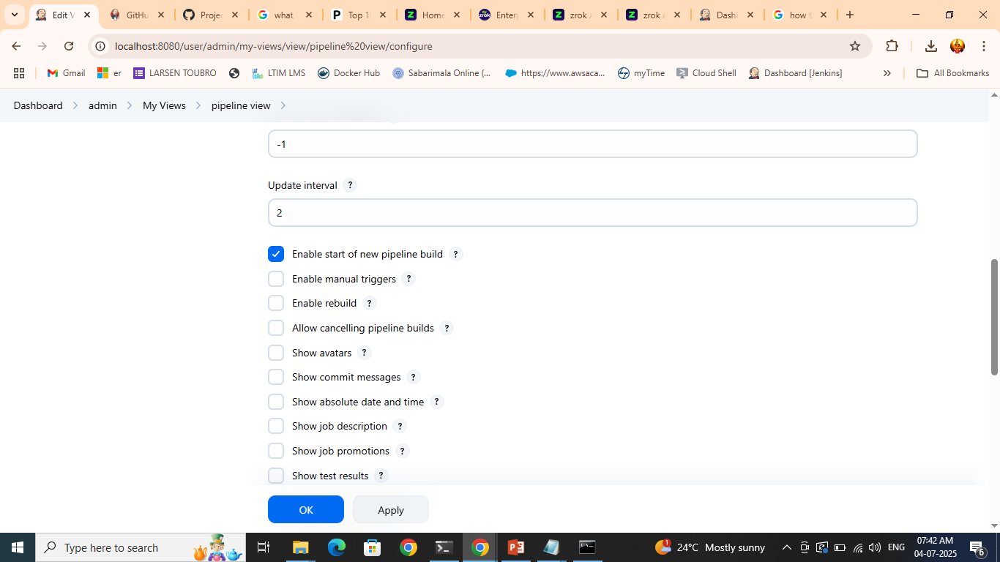 Edit V
GitHu
Projec
what
Top 1
Home
Enterp
zrok
zrok
Dashb
how t
localhost:8080/user/admin/my-views/view/pipeline%20view/configure
Gmail
er
LARSEN TOUBRO
LTIM LMS
Docker Hub
Sabarimala Online (...
https://www.awsaca...
myTime
Cloud Shell
Dashboard [Jenkins]
All Bookmarks
Dashboard
admin
My Views
pipeline view
-1
Update interval ?
2
Enable start of new pipeline build ?
Enable manual triggers ?
Enable rebuild ?
Allow cancelling pipeline builds ?
Show avatars ?
Show commit messages ?
Show absolute date and time ?
Show job description ?
Show job promotions ?
Show test results ?
OK
Apply
Type here to search
1
24°C Mostly sunny
ENG
07:42 AM
04-07-2025
6